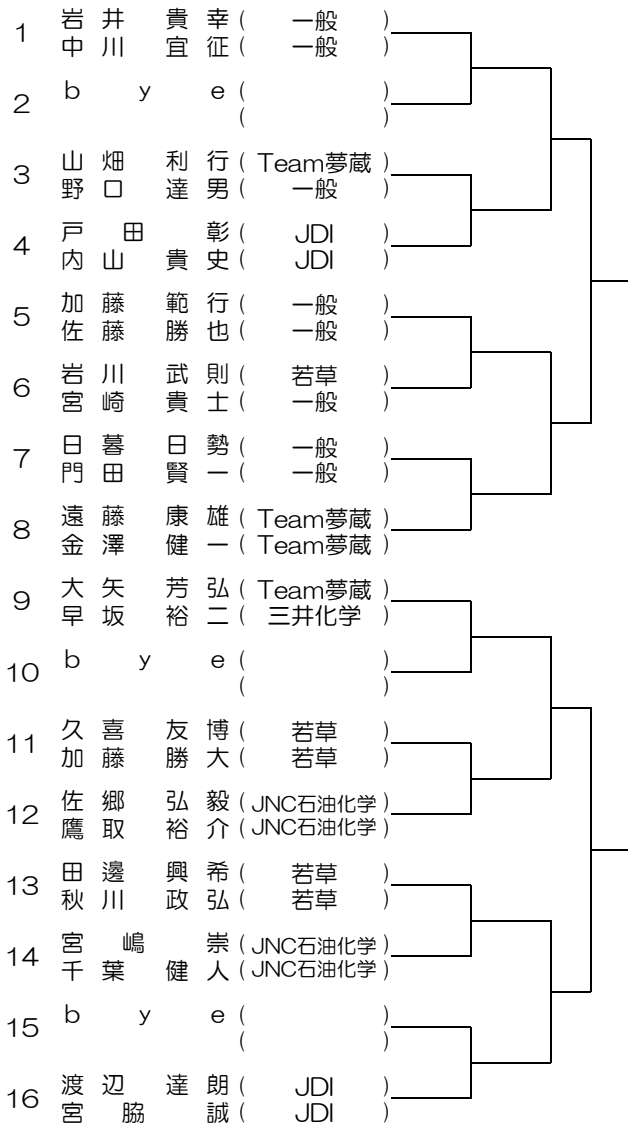 1 岩井 貴幸 ( 一般 )
中川 宜征 ( 一般 )
2 bye ( )
( )
3 山畑 利行 ( Team夢蔵 )
野口 達男 ( 一般 )
4 戸田 彰 ( JDI )
内山 貴史 ( JDI )
5 加藤 範行 ( 一般 )
佐藤 勝也 ( 一般 )
6 岩川 武則 ( 若草 )
宮崎 貴士 ( 一般 )
7 日暮 日勢 ( 一般 )
門田 賢一 ( 一般 )
8 遠藤 康雄 ( Team夢蔵 )
金澤 健一 ( Team夢蔵 )
9 大矢 芳弘 ( Team夢蔵 )
早坂 裕二 ( 三井化学 )
10 bye ( )
( )
11 久喜 友博 ( 若草 )
加藤 勝大 ( 若草 )
12 佐郷 弘毅 ( JNC石油化学 )
鷹取 裕介 ( JNC石油化学 )
13 田邊 興希 ( 若草 )
秋川 政弘 ( 若草 )
14 宮嶋 崇 ( JNC石油化学 )
千葉 健人 ( JNC石油化学 )
15 bye ( )
( )
16 渡辺 達朗 ( JDI )
宮脇 誠 ( JDI )